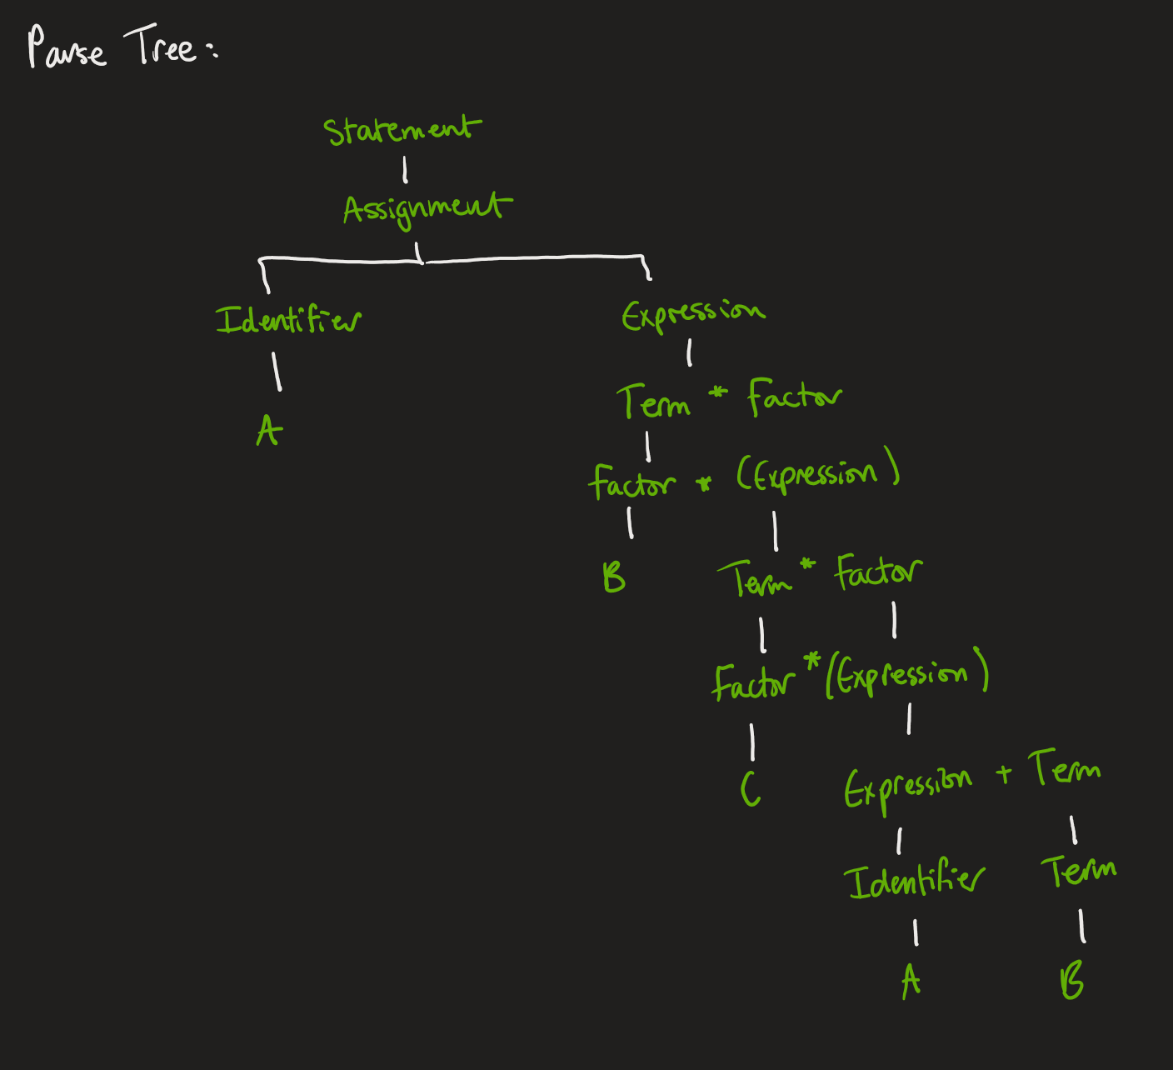 Parse Tree:
Statement
Assignment
Identifier Expression
A Term * Factor
Factor * (Expression)
B Term * Factor
Factor * (Expression)
C Expression + Term
Identifier Term
A B